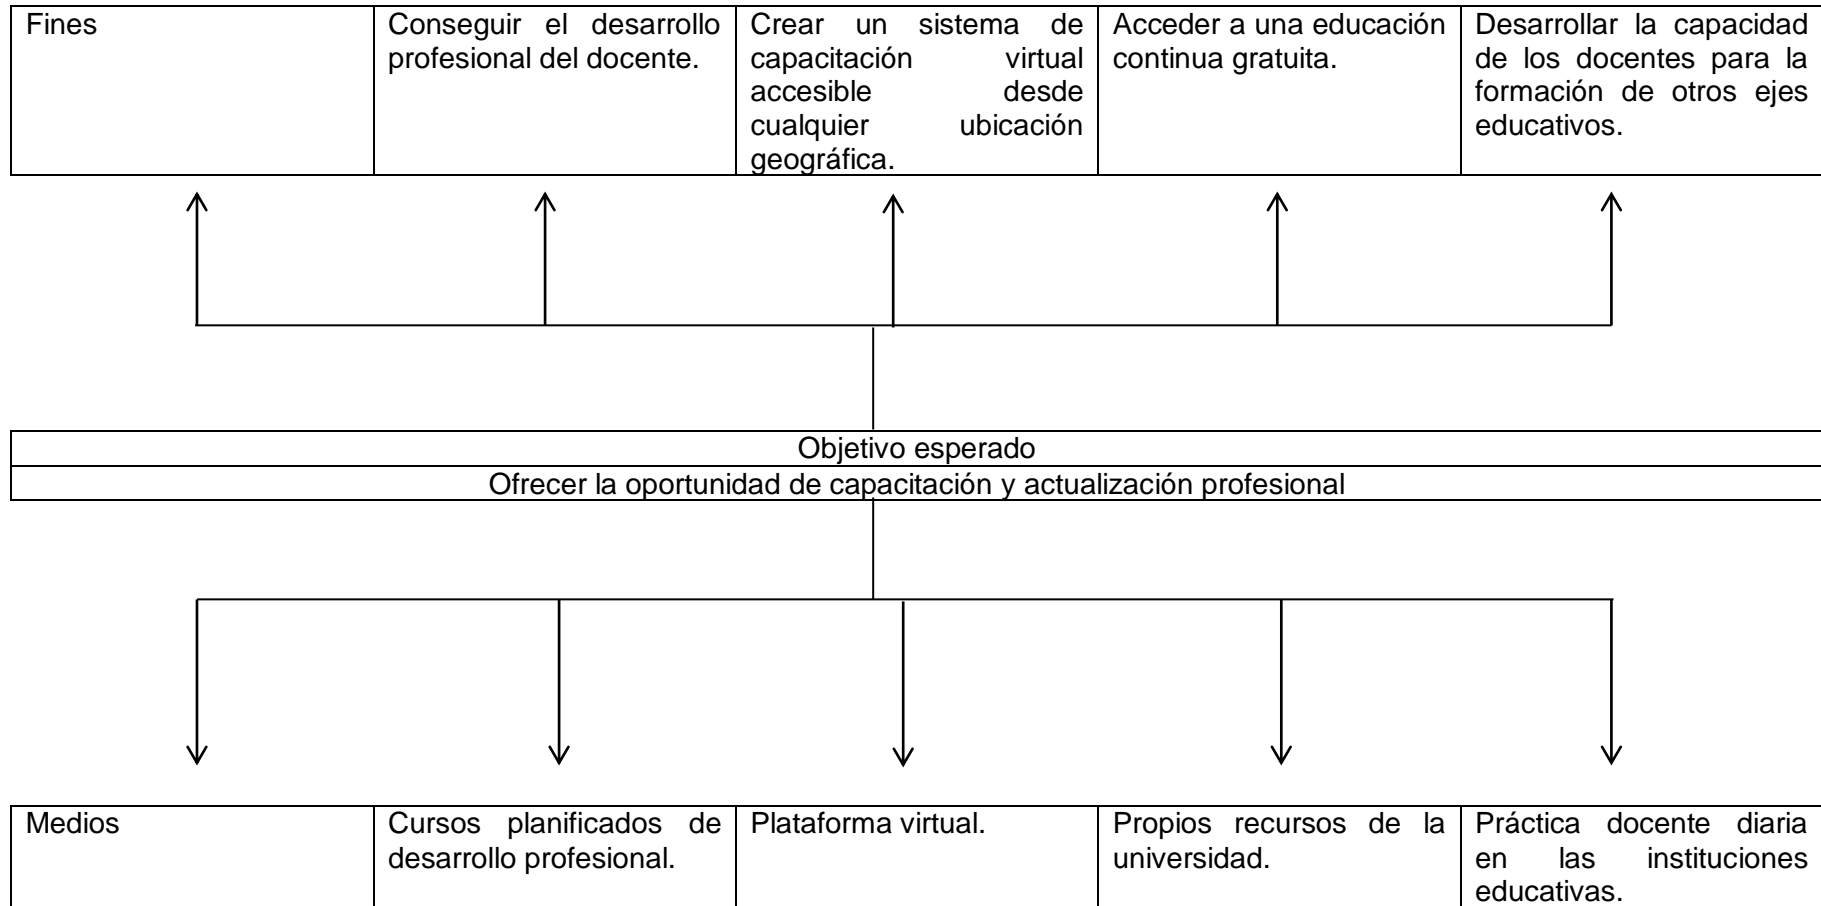 Fines
Conseguir el desarrollo
profesional del docente.
Crear un sistema de
capacitación virtual
accesible desde
cualquier ubicación
geográfica.
Acceder a una educación
continua gratuita.
Desarrollar la capacidad
de los docentes para la
formación de otros ejes
educativos.
Objetivo esperado
Ofrecer la oportunidad de capacitación y actualización profesional
Medios
Cursos planificados de
desarrollo profesional.
Plataforma virtual.
Propios recursos de la
universidad.
Práctica docente diaria
en las instituciones
educativas.